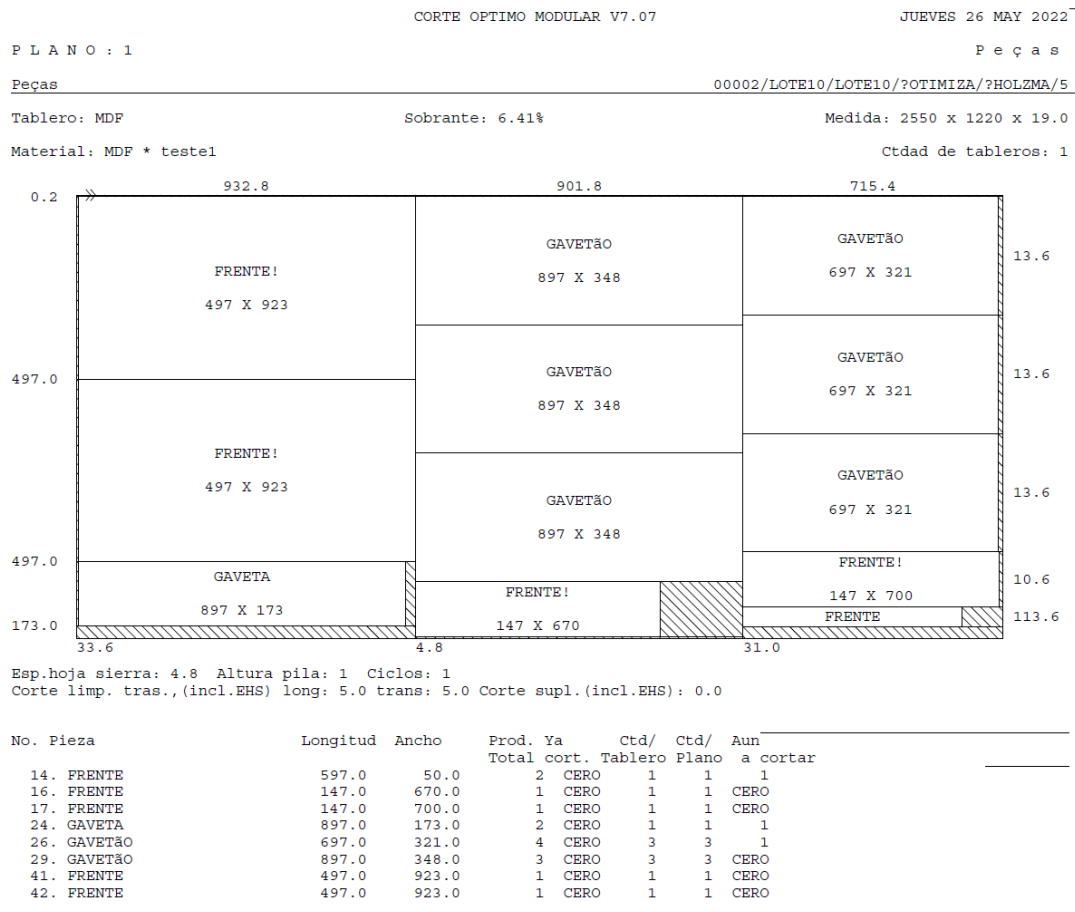 CORTE OPTIMO MODULAR V7.07 JUEVES 26 MAY 2022
P L A N O : 1 P e ç a s
Peças 00002/LOTE10/LOTE10/?OTIMIZA/?HOLZMA/5
Tablero: MDF Sobrante: 6.41% Medida: 2550 x 1220 x 19.0
Material: MDF * teste1 Ctdad de tableros: 1
932.8 901.8 715.4
0.2
GAVETãO
897 X 348
GAVETãO
697 X 321
13.6
FRENTE!
497 X 923
497.0
GAVETãO
897 X 348
GAVETãO
697 X 321
13.6
FRENTE!
497 X 923
GAVETãO
897 X 348
GAVETãO
697 X 321
13.6
497.0
GAVETA
897 X 173
FRENTE!
147 X 670
FRENTE!
147 X 700
10.6
173.0
FRENTE
113.6
33.6 4.8 31.0
Esp.hoja sierra: 4.8 Altura pila: 1 Ciclos: 1
Corte limp. tras.,(incl.EHS) long: 5.0 trans: 5.0 Corte supl.(incl.EHS): 0.0
No. Pieza Longitud Ancho Prod. Ya Ctd/ Ctd/ Aun
Total cort. Tablero Plano a cortar
14. FRENTE 597.0 50.0 2 CERO 1 1 1
16. FRENTE 147.0 670.0 1 CERO 1 1 CERO
17. FRENTE 147.0 700.0 1 CERO 1 1 CERO
24. GAVETA 897.0 173.0 2 CERO 1 1 1
26. GAVETãO 697.0 321.0 4 CERO 3 3 1
29. GAVETãO 897.0 348.0 3 CERO 3 3 CERO
41. FRENTE 497.0 923.0 1 CERO 1 1 CERO
42. FRENTE 497.0 923.0 1 CERO 1 1 CERO